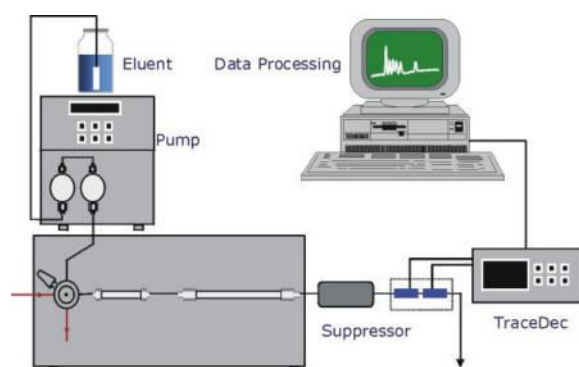 Eluent
Data Processing
Pump
Suppressor
TraceDec